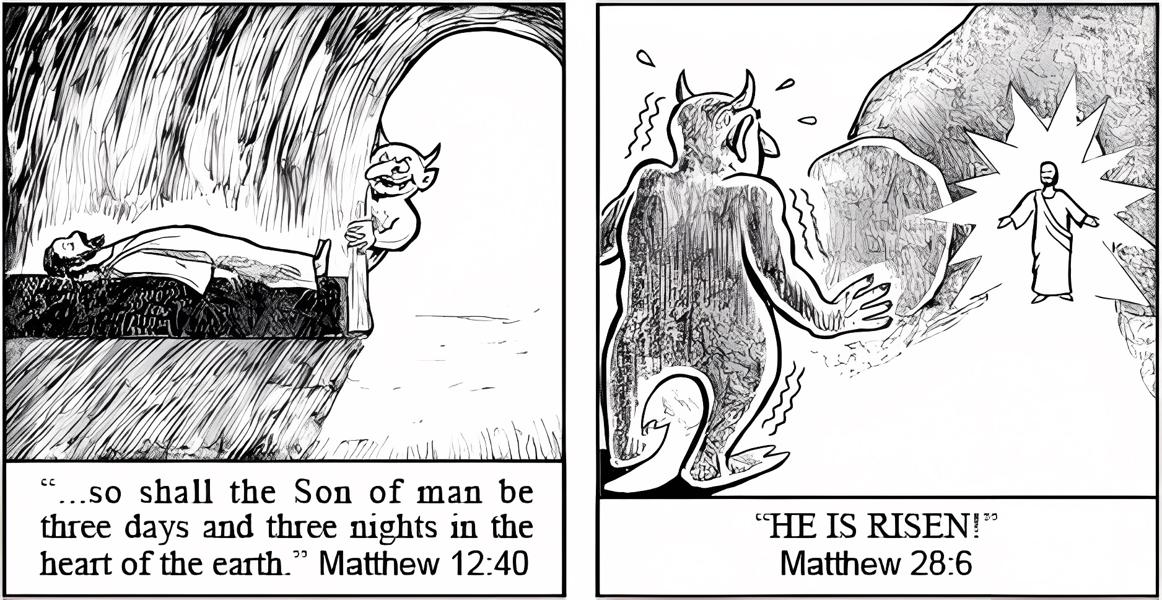 “...so shall the Son of man be
three days and three nights in the
heart of the earth.” Matthew 12:40
“HE IS RISEN!”
Matthew 28:6